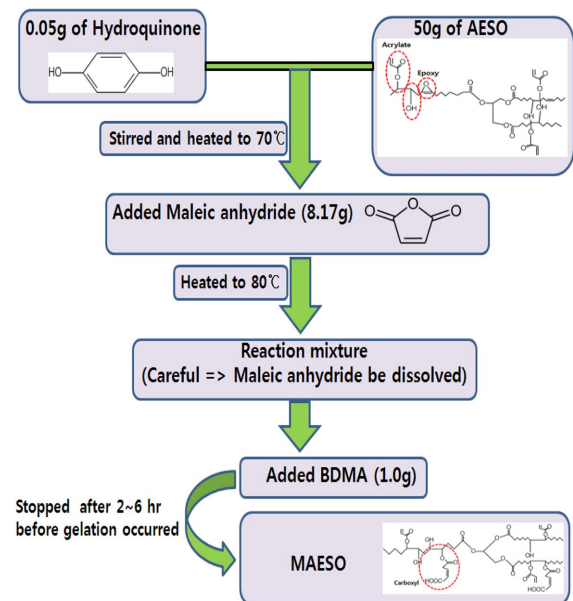 0.05g of Hydroquinone
HO
OH
50g of AESO
Acrylate
Epoxy
OH
Stirred and heated to 70℃
Added Maleic anhydride (8.17g)
O
O
O
Heated to 80℃
Reaction mixture
(Careful => Maleic anhydride be dissolved)
Added BDMA (1.0g)
Stopped after 2~6 hr
before gelation occurred
MAESO
Carboxyl
HOOC
HOOC